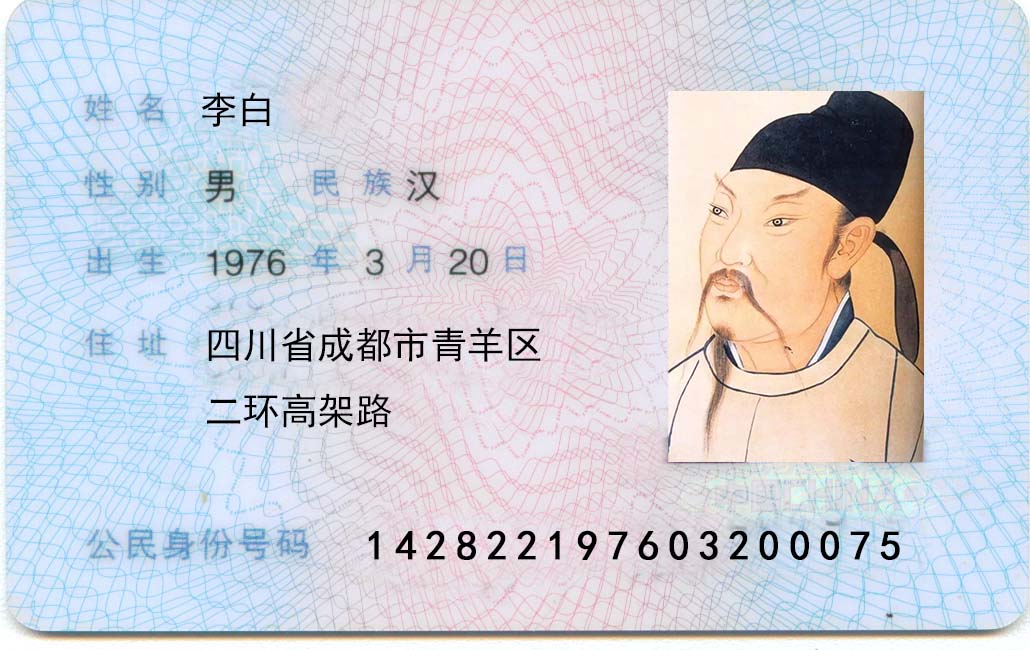 姓名 李白
性别 男 民族 汉
出生 1976 年 3 月 20 日
住址 四川省成都市青羊区
二环高架路
公民身份号码 142822197603200075